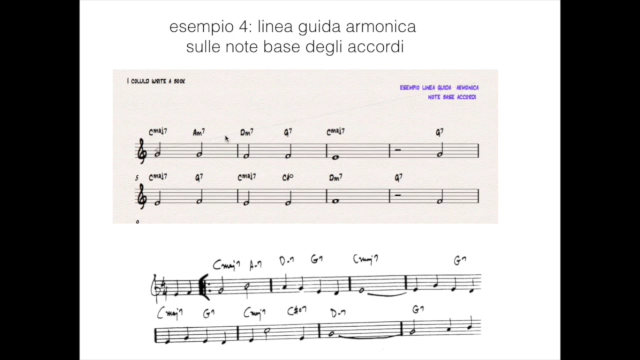 esempio 4: linea guida armonica
sulle note base degli accordi
I COLULD WRITE A BOOK
ESEMPIO LINEA GUIDA ARMONICA
NOTE BASE ACCORDI
Cmaj7 Am7 Dm7 G7 Cmaj7 G7
5 Cmaj7 G7 Cmaj7 C#o Dm7 G7
Cmaj7 A-7 D-7 G7 Cmaj7 G7
Cmaj7 G7 Cmaj7 C#o7 D-7 G7